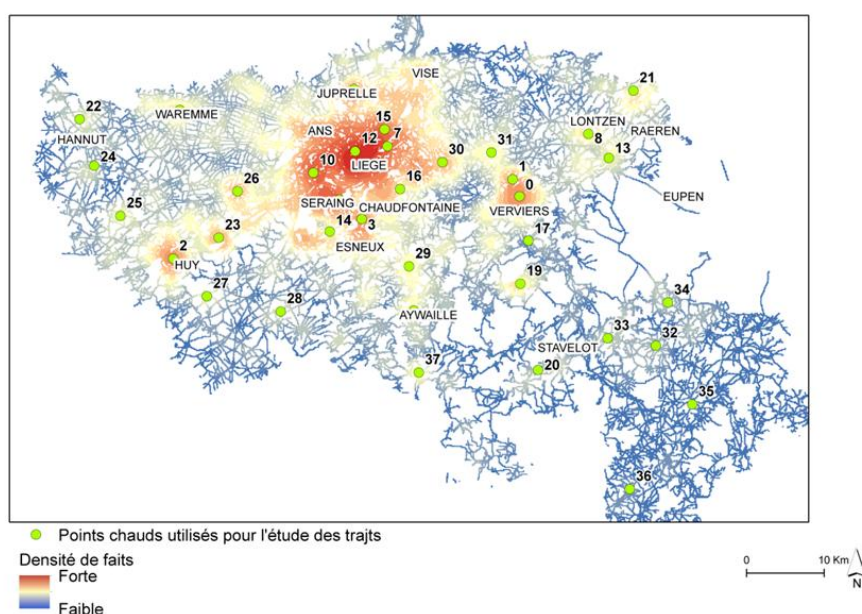 VISE
21
JUPRELLE
22
WAREMME
15
LONTZEN
ANS
7
8
RAEREN
HANNUT
12
30
31
24
LIEGE
13
10
1
16
0
26
EUPEN
SERAING
CHAUDFONTAINE
VERVIERS
25
14
3
23
17
2
ESNEUX
HUY
29
19
27
34
28
AYWAILLE
33
32
STAVELOT
37
20
35
36
Points chauds utilisés pour l'étude des trajts
Densité de faits
Forte
Faible
0 10 Km
N